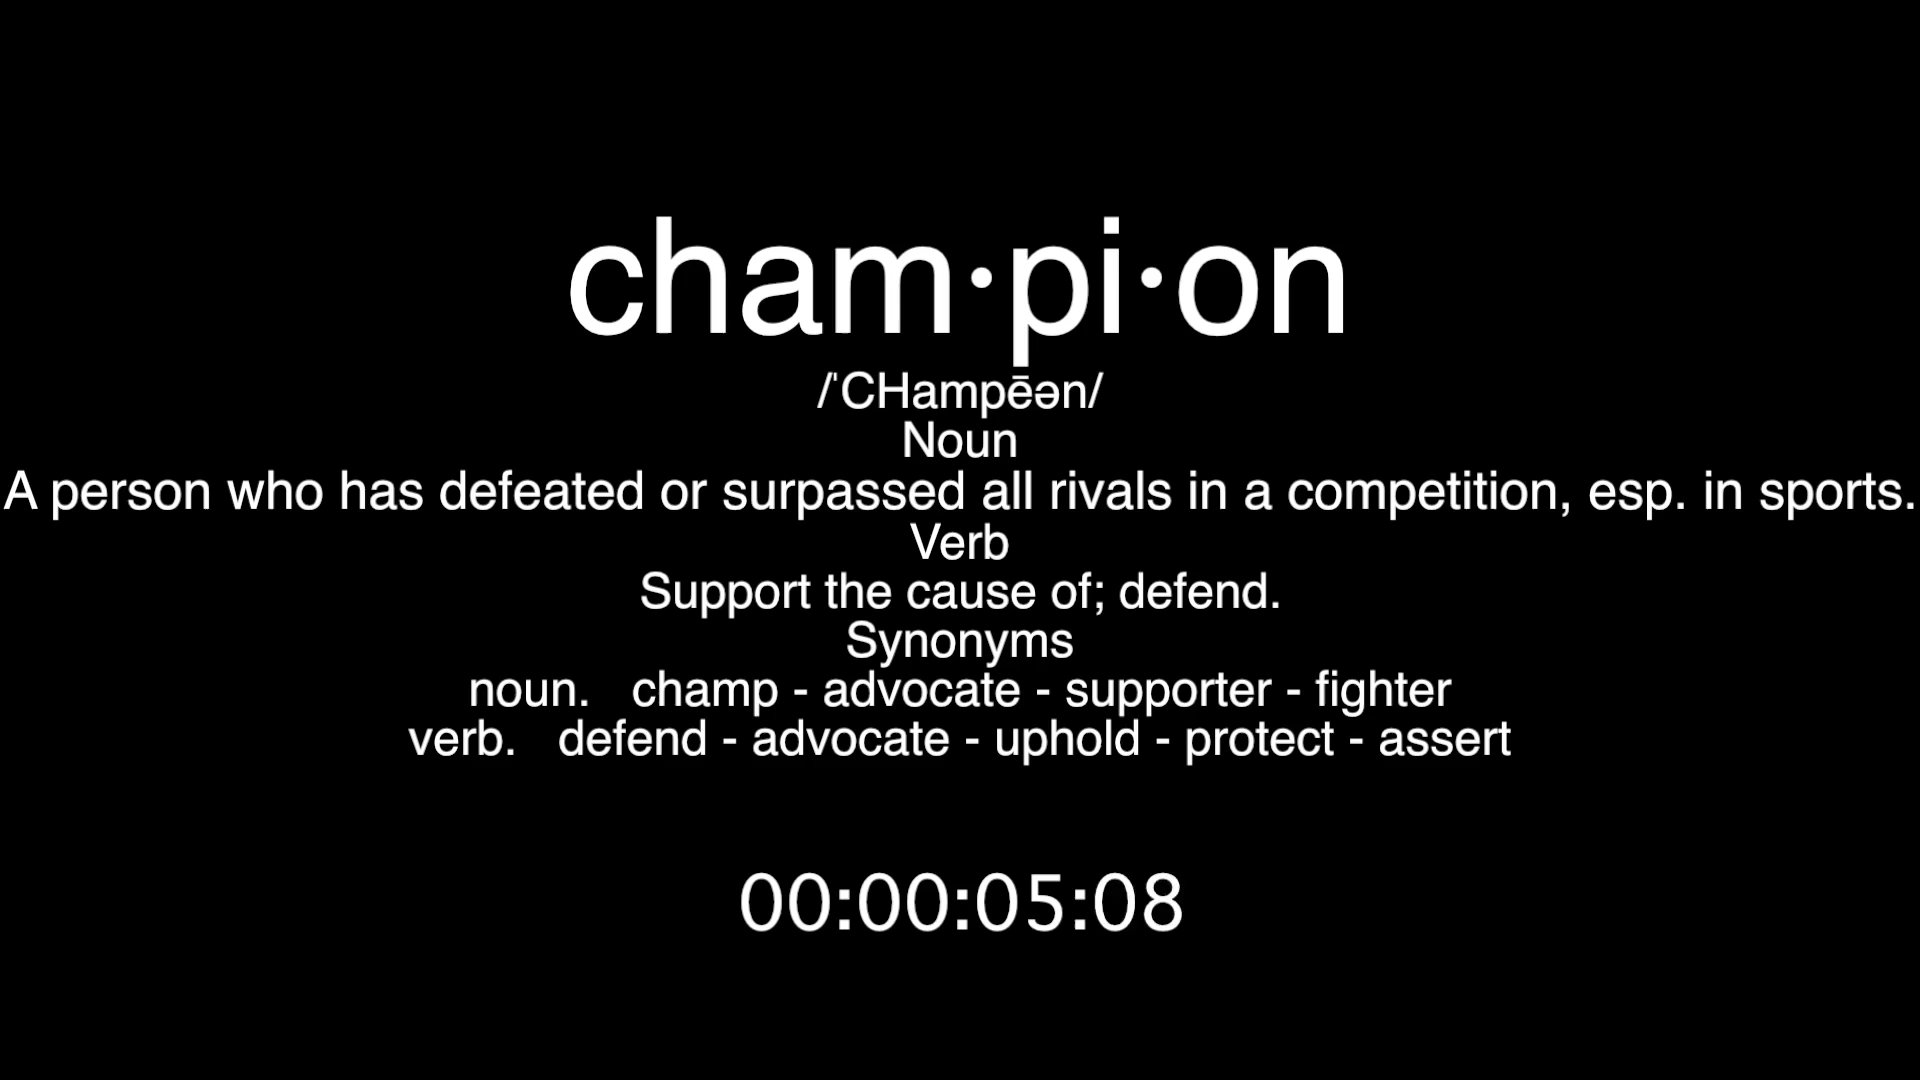 cham·pi·on
/ˈCHampēən/
Noun
A person who has defeated or surpassed all rivals in a competition, esp. in sports.
Verb
Support the cause of; defend.
Synonyms
noun. champ - advocate - supporter - fighter
verb. defend - advocate - uphold - protect - assert
00:00:05:08